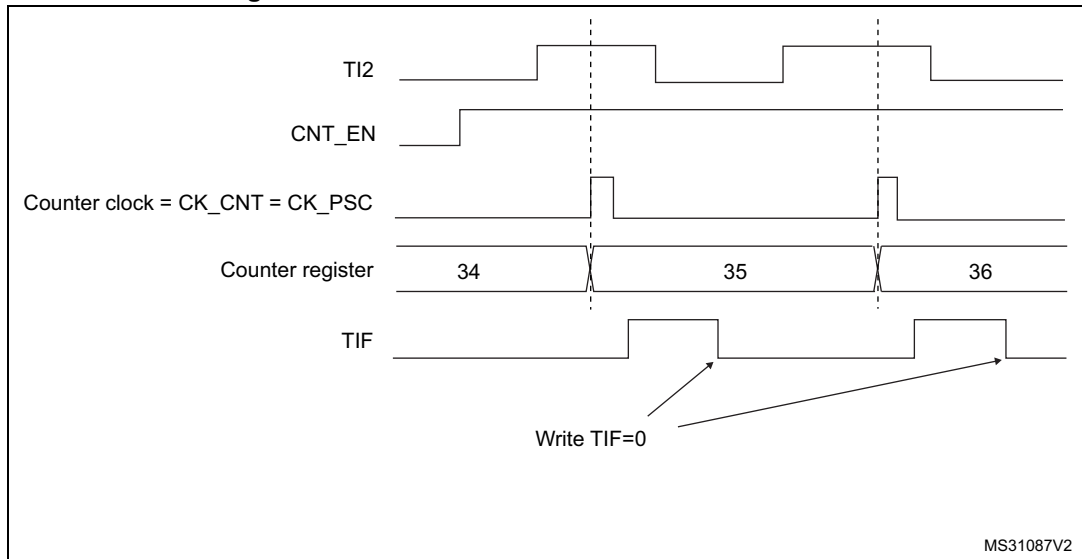 TI2
CNT_EN
Counter clock = CK_CNT = CK_PSC
Counter register
34
35
36
TIF
Write TIF=0
MS31087V2